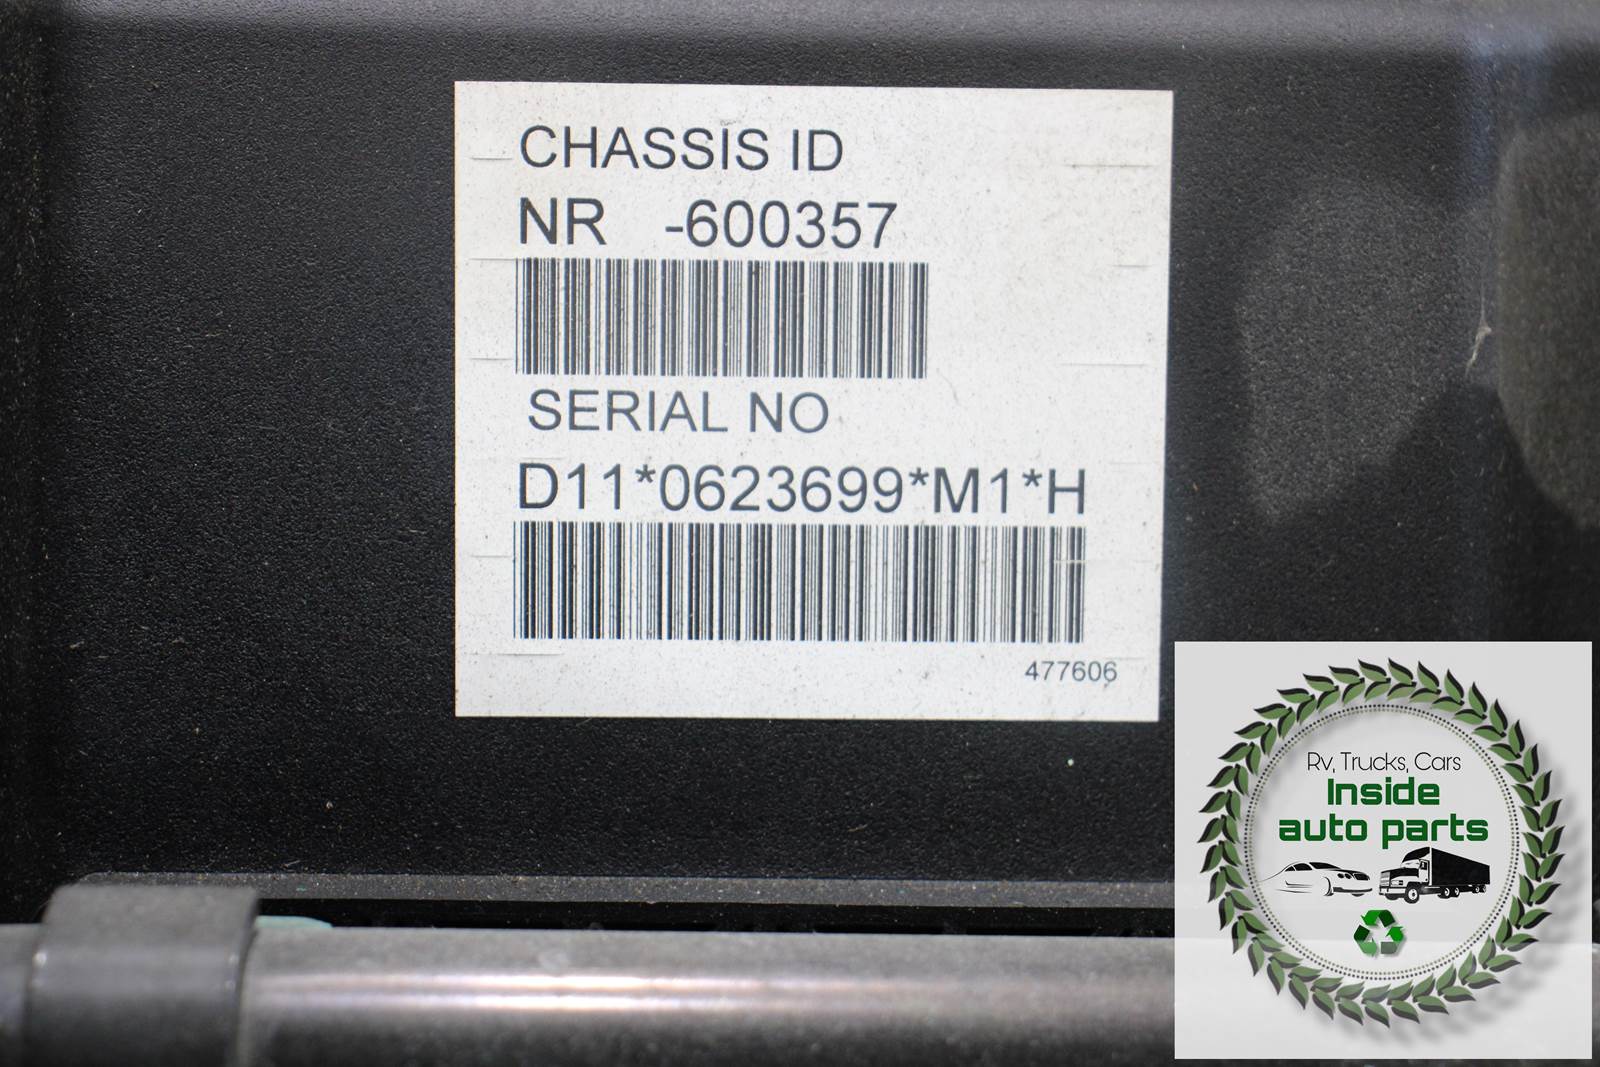 CHASSIS ID
NR -600357
SERIAL NO
D11*0623699*M1*H
477606
Rv, Trucks, Cars
Inside
auto parts